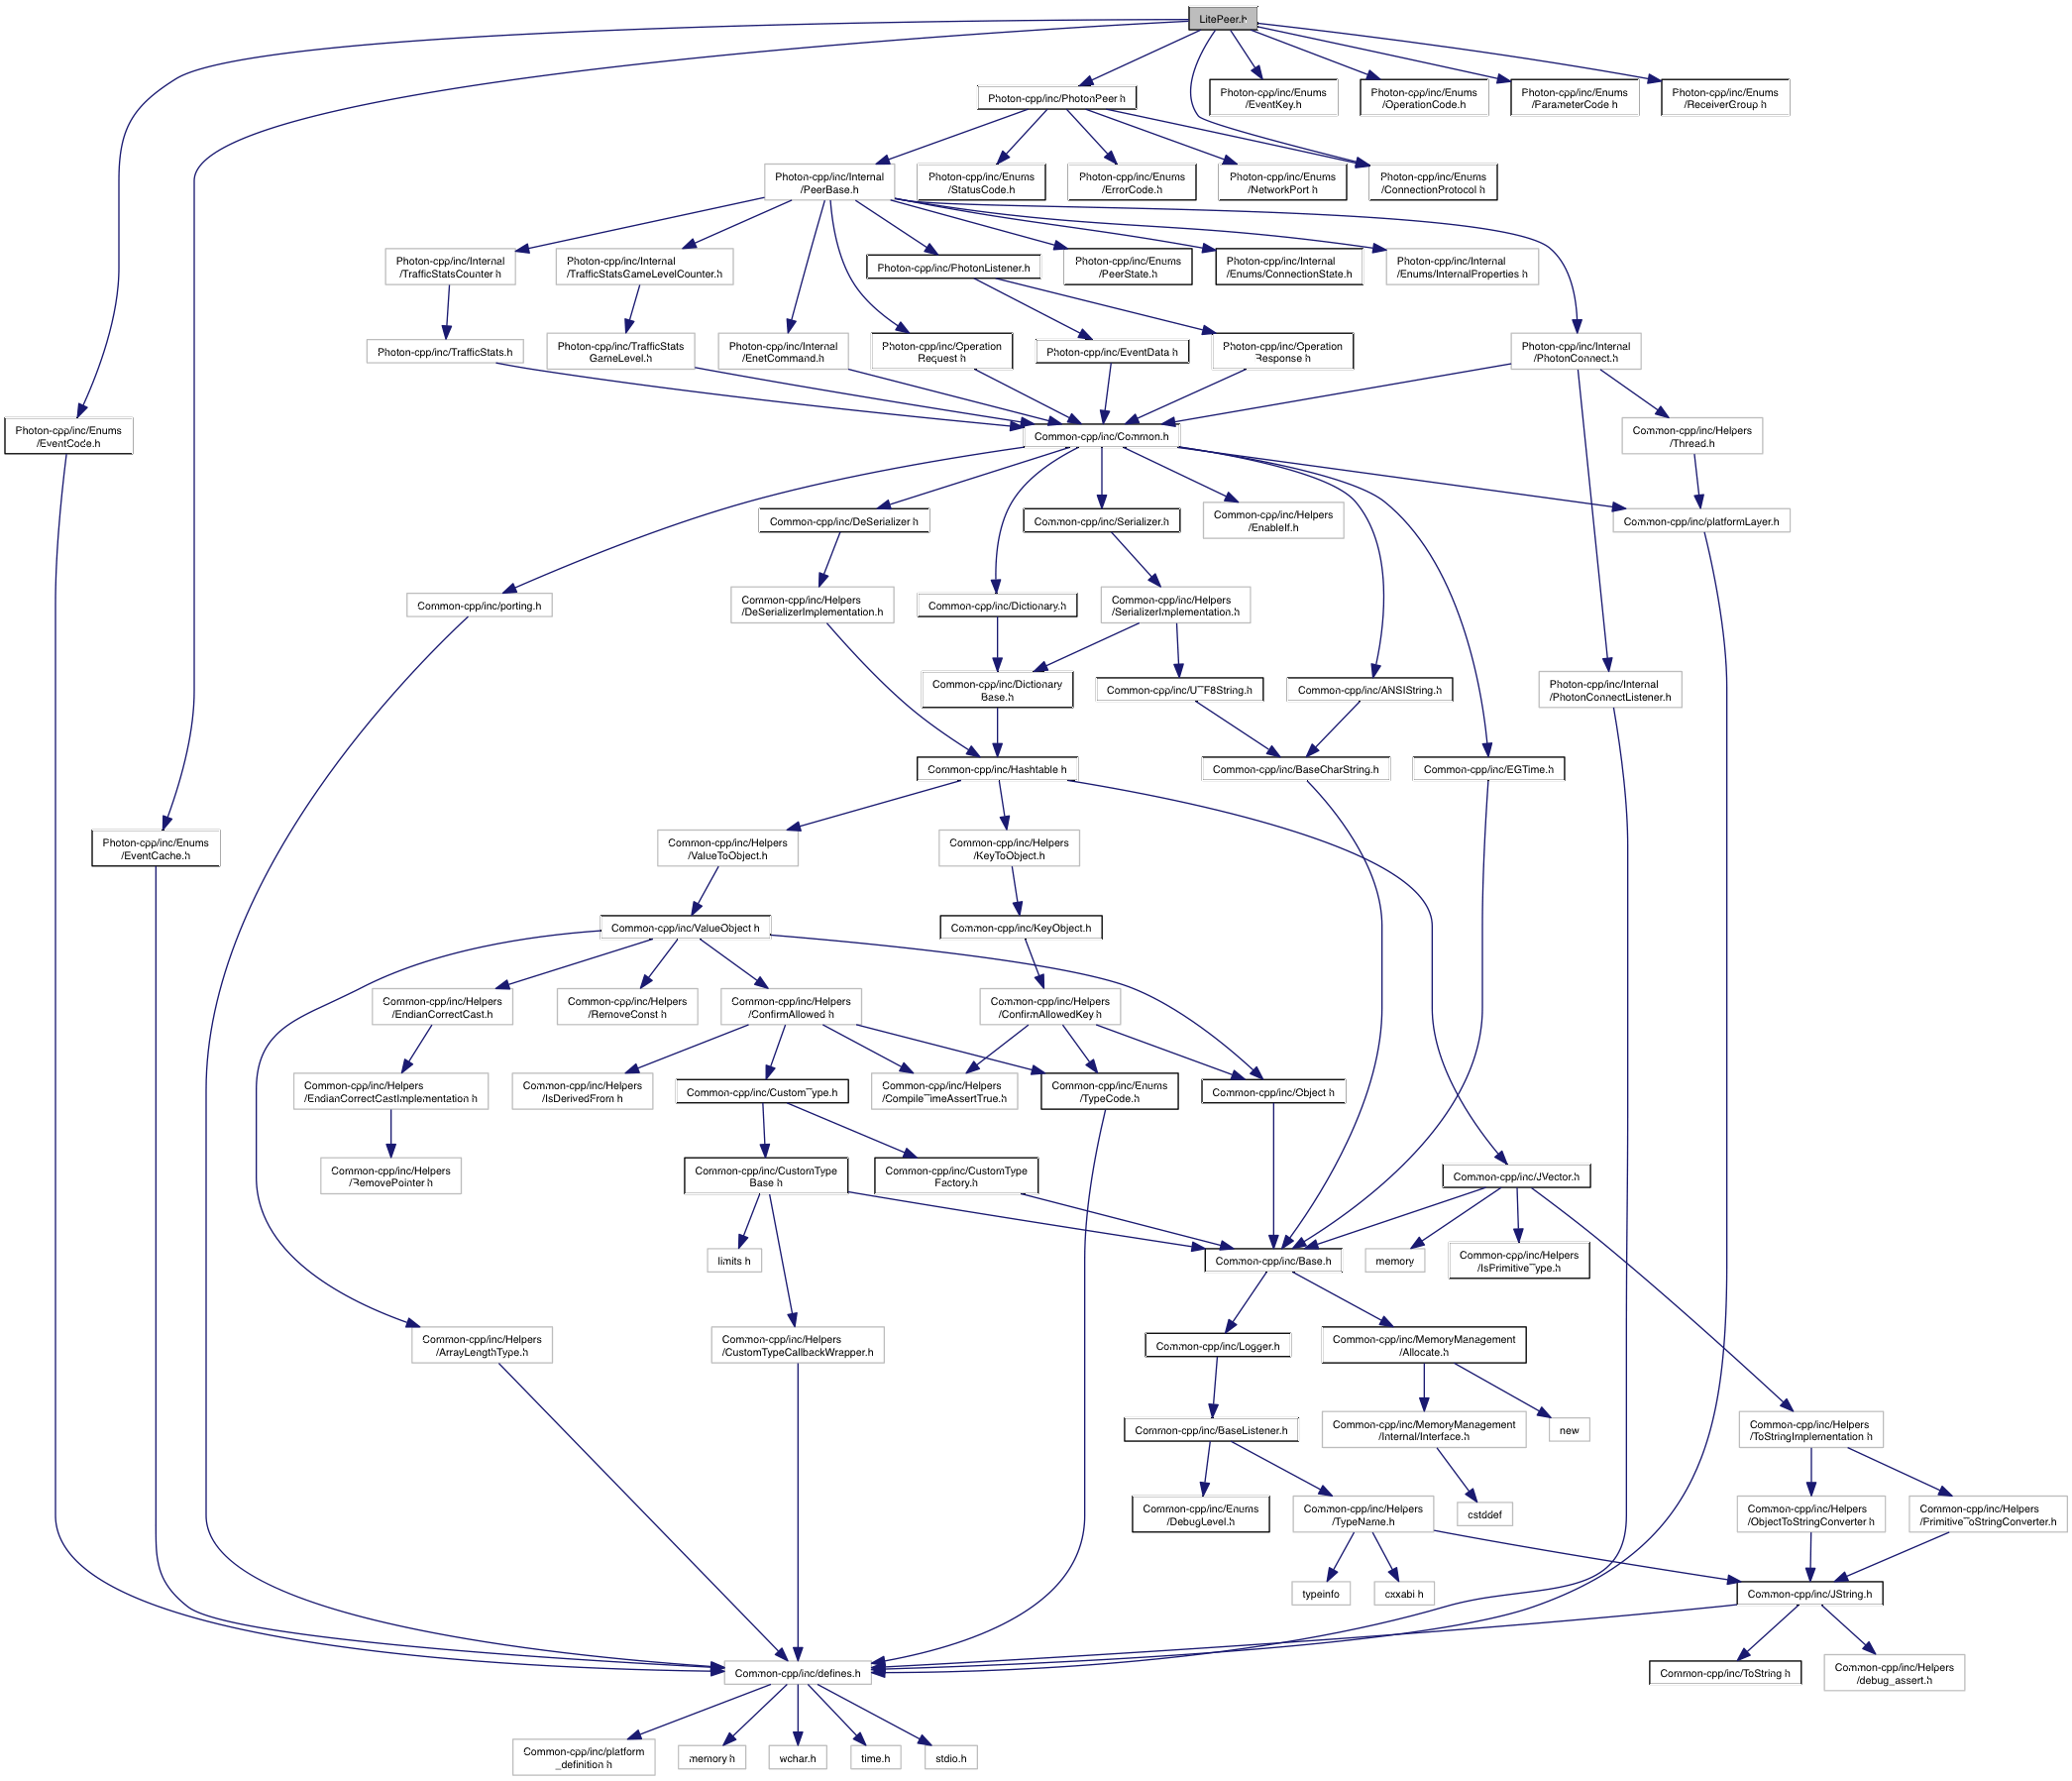 LitePeer.h
Photon-cpp/inc/PhotonPeer.h
Photon-cpp/inc/Enums
/EventKey.h
Photon-cpp/inc/Enums
/OperationCode.h
Photon-cpp/inc/Enums
/ParameterCode.h
Photon-cpp/inc/Enums
/ReceiverGroup.h
Photon-cpp/inc/Internal
/PeerBase.h
Photon-cpp/inc/Enums
/StatusCode.h
Photon-cpp/inc/Enums
/ErrorCode.h
Photon-cpp/inc/Enums
/NetworkPort.h
Photon-cpp/inc/Enums
/ConnectionProtocol.h
Photon-cpp/inc/Internal
/TrafficStatsCounter.h
Photon-cpp/inc/Internal
/TrafficStatsGameLevelCounter.h
Photon-cpp/inc/PhotonListener.h
Photon-cpp/inc/Enums
/PeerState.h
Photon-cpp/inc/Internal
/Enums/ConnectionState.h
Photon-cpp/inc/Internal
/Enums/InternalProperties.h
Photon-cpp/inc/TrafficStats.h
Photon-cpp/inc/TrafficStats
GameLevel.h
Photon-cpp/inc/Internal
/EnetCommand.h
Photon-cpp/inc/Operation
Request.h
Photon-cpp/inc/EventData.h
Photon-cpp/inc/Operation
Response.h
Photon-cpp/inc/Internal
/PhotonConnect.h
Photon-cpp/inc/Enums
/EventCode.h
Common-cpp/inc/Common.h
Common-cpp/inc/Helpers
/Thread.h
Common-cpp/inc/DeSerializer.h
Common-cpp/inc/Serializer.h
Common-cpp/inc/Helpers
/EnableIf.h
Common-cpp/inc/platformLayer.h
Common-cpp/inc/porting.h
Common-cpp/inc/Helpers
/DeSerializerImplementation.h
Common-cpp/inc/Dictionary.h
Common-cpp/inc/Helpers
/SerializerImplementation.h
Common-cpp/inc/Dictionary
Base.h
Common-cpp/inc/UTF8String.h
Common-cpp/inc/ANSIString.h
Photon-cpp/inc/Internal
/PhotonConnectListener.h
Common-cpp/inc/Hashtable.h
Common-cpp/inc/BaseCharString.h
Common-cpp/inc/EGTime.h
Photon-cpp/inc/Enums
/EventCache.h
Common-cpp/inc/Helpers
/ValueToObject.h
Common-cpp/inc/Helpers
/KeyToObject.h
Common-cpp/inc/ValueObject.h
Common-cpp/inc/KeyObject.h
Common-cpp/inc/Helpers
/EndianCorrectCast.h
Common-cpp/inc/Helpers
/RemoveConst.h
Common-cpp/inc/Helpers
/ConfirmAllowed.h
Common-cpp/inc/Helpers
/ConfirmAllowedKey.h
Common-cpp/inc/Helpers
/EndianCorrectCastImplementation.h
Common-cpp/inc/Helpers
/IsDerivedFrom.h
Common-cpp/inc/CustomType.h
Common-cpp/inc/Helpers
/CompileTimeAssertTrue.h
Common-cpp/inc/Enums
/TypeCode.h
Common-cpp/inc/Object.h
Common-cpp/inc/Helpers
/RemovePointer.h
Common-cpp/inc/CustomType
Base.h
Common-cpp/inc/CustomType
Factory.h
Common-cpp/inc/JVector.h
limits.h
Common-cpp/inc/Base.h
memory
Common-cpp/inc/Helpers
/IsPrimitiveType.h
Common-cpp/inc/Helpers
/ArrayLengthType.h
Common-cpp/inc/Helpers
/CustomTypeCallbackWrapper.h
Common-cpp/inc/Logger.h
Common-cpp/inc/MemoryManagement
/Allocate.h
Common-cpp/inc/BaseListener.h
Common-cpp/inc/MemoryManagement
/Internal/Interface.h
new
Common-cpp/inc/Helpers
/ToStringImplementation.h
Common-cpp/inc/Enums
/DebugLevel.h
Common-cpp/inc/Helpers
/TypeName.h
cstddef
Common-cpp/inc/Helpers
/ObjectToStringConverter.h
Common-cpp/inc/Helpers
/PrimitiveToStringConverter.h
typeinfo
cxxabi.h
Common-cpp/inc/JString.h
Common-cpp/inc/defines.h
Common-cpp/inc/ToString.h
Common-cpp/inc/Helpers
/debug_assert.h
Common-cpp/inc/platform
_definition.h
memory.h
wchar.h
time.h
stdio.h